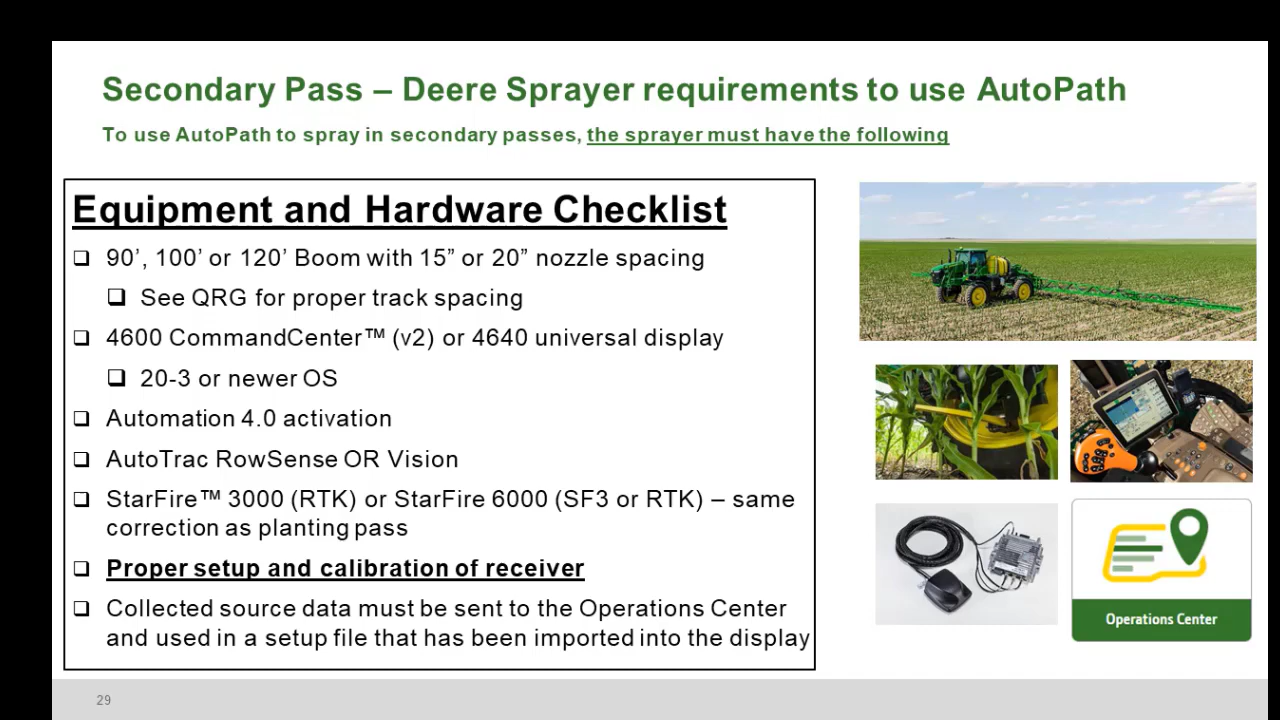 Secondary Pass – Deere Sprayer requirements to use AutoPath
To use AutoPath to spray in secondary passes, the sprayer must have the following
Equipment and Hardware Checklist
90’, 100’ or 120’ Boom with 15” or 20” nozzle spacing
See QRG for proper track spacing
4600 CommandCenter™ (v2) or 4640 universal display
20-3 or newer OS
Automation 4.0 activation
AutoTrac RowSense OR Vision
StarFire™ 3000 (RTK) or StarFire 6000 (SF3 or RTK) – same
correction as planting pass
Proper setup and calibration of receiver
Collected source data must be sent to the Operations Center
and used in a setup file that has been imported into the display
Operations Center
29